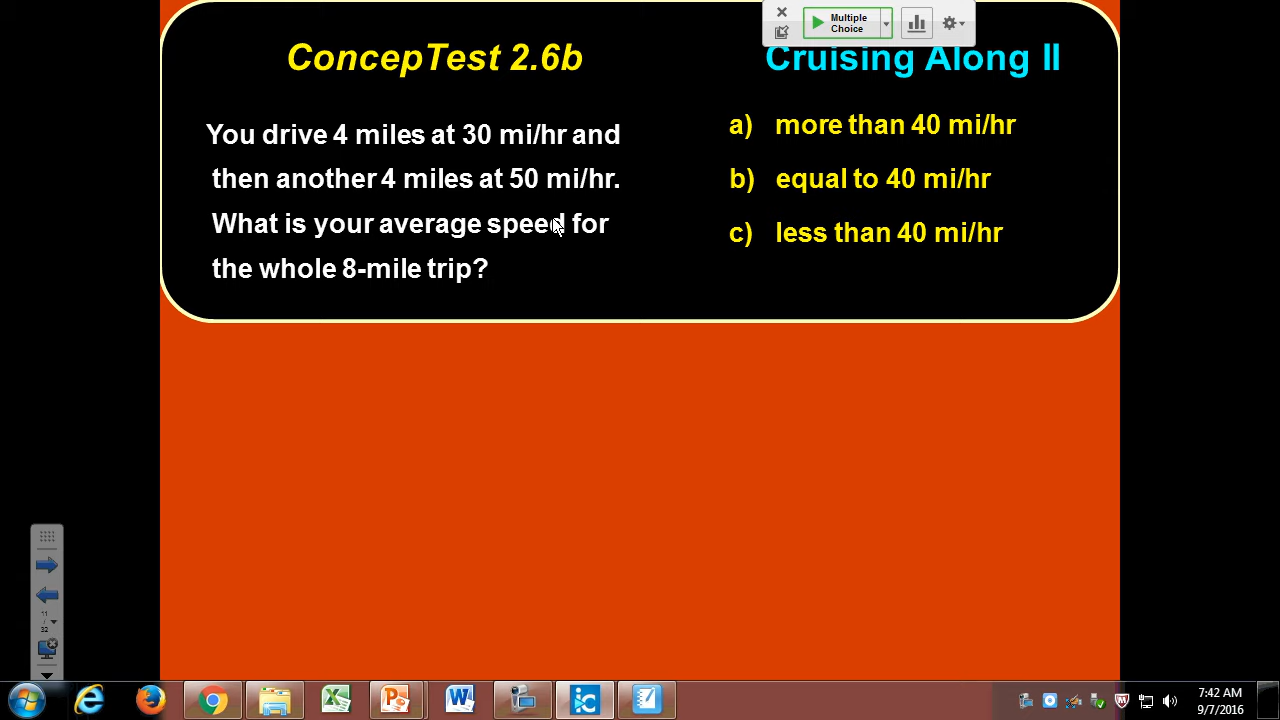 Multiple
Choice
ConcepTest 2.6b
Cruising Along II
You drive 4 miles at 30 mi/hr and
then another 4 miles at 50 mi/hr.
What is your average speed for
the whole 8-mile trip?
a) more than 40 mi/hr
b) equal to 40 mi/hr
c) less than 40 mi/hr
11
/
32
7:42 AM
9/7/2016